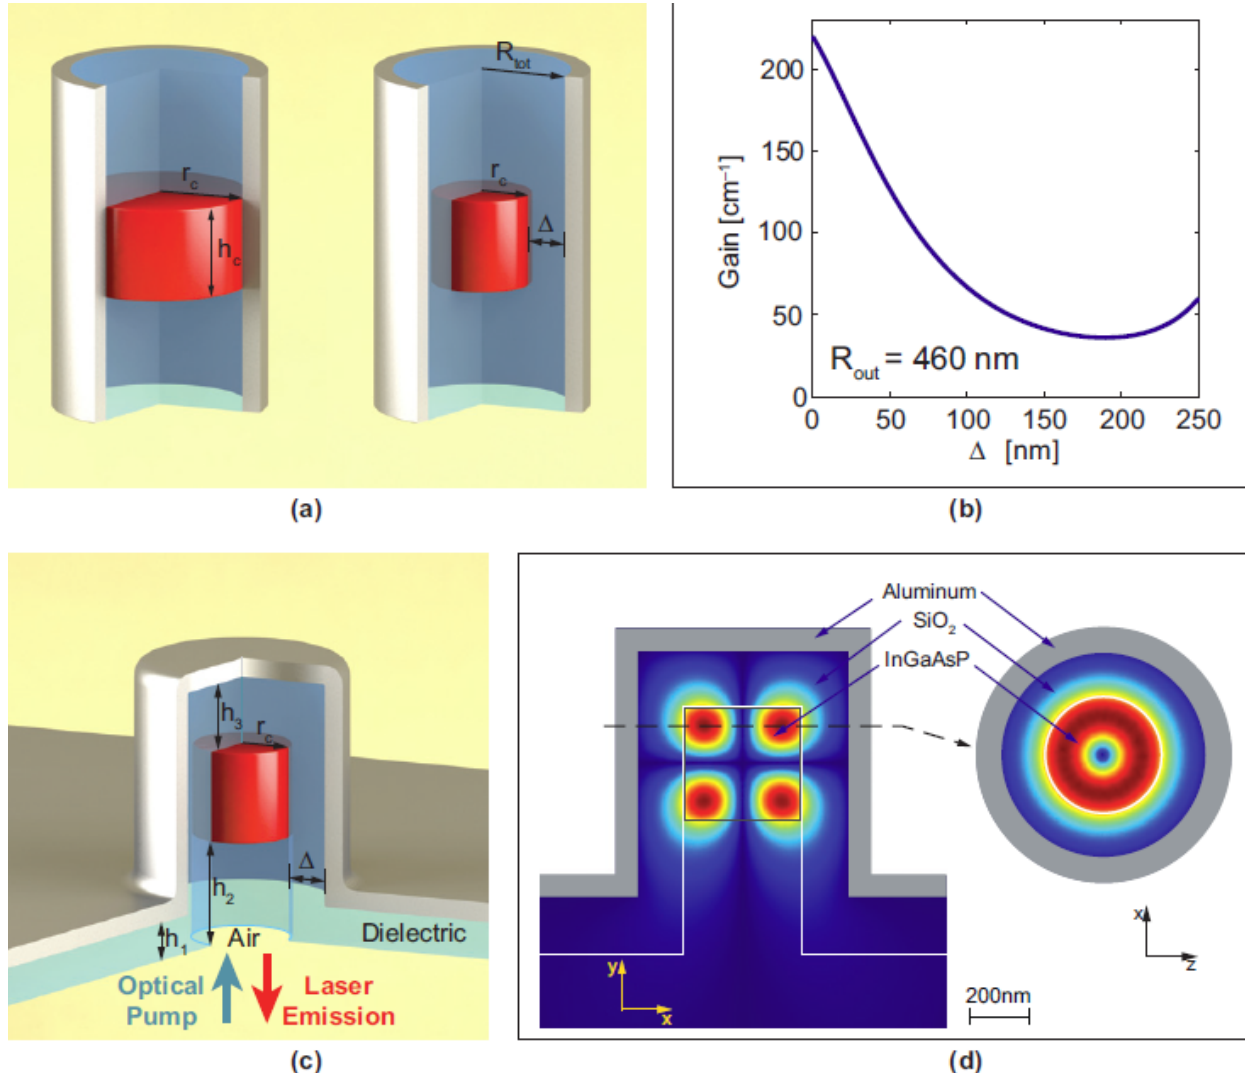 R_tot
r_c
h_c
r_c
Δ
(a)
Gain [cm⁻¹]
200
150
100
50
0
R_out = 460 nm
0 50 100 150 200 250
Δ [nm]
(b)
h_3
r_c
Δ
h_2
h_1
Air
Dielectric
Optical
Pump
Laser
Emission
(c)
Aluminum
SiO₂
InGaAsP
y
x
x
z
200nm
(d)